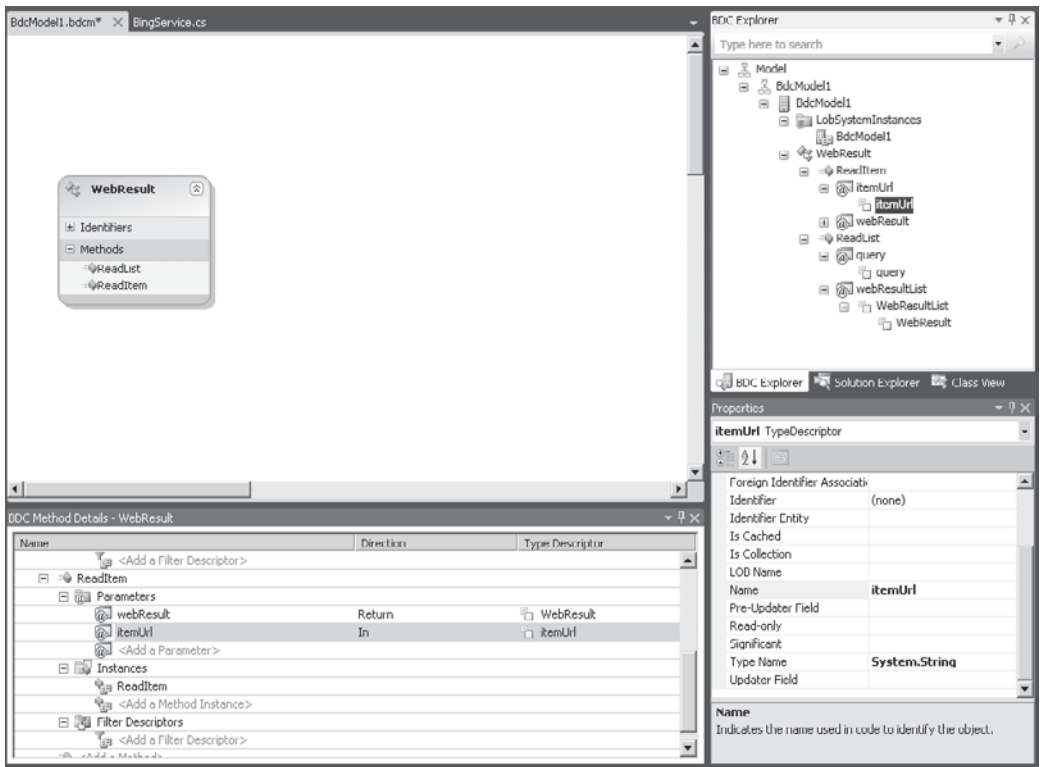 BdcModel1.bdcm* BingService.cs
WebResult
Identifiers
Methods
ReadList
ReadItem
BDC Method Details - WebResult
Name Direction Type Descriptor
<Add a Filter Descriptor>
ReadItem
Parameters
webResult Return WebResult
itemUrl In itemUrl
<Add a Parameter>
Instances
ReadItem
<Add a Method Instance>
Filter Descriptors
<Add a Filter Descriptor>
<Add a Method>
BDC Explorer
Type here to search
Model
BdcModel1
BdcModel1
LobSystemInstances
BdcModel1
WebResult
ReadItem
itemUrl
itemUrl
webResult
ReadList
query
query
webResultList
WebResultList
WebResult
BDC Explorer Solution Explorer Class View
Properties
itemUrl TypeDescriptor
Foreign Identifier Associati
Identifier (none)
Identifier Entity
Is Cached
Is Collection
LOB Name
Name itemUrl
Pre-Updater Field
Read-only
Significant
Type Name System.String
Updater Field
Name
Indicates the name used in code to identify the object.